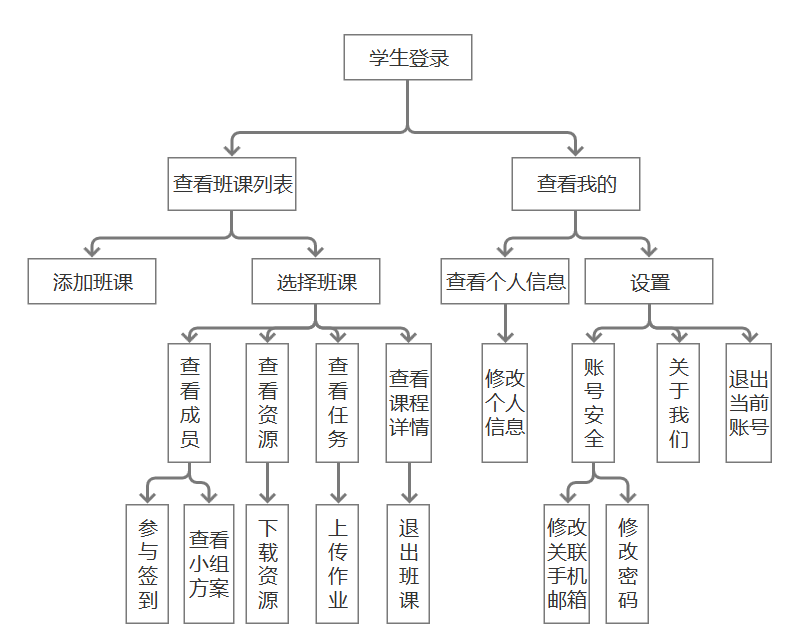 学生登录
查看班课列表
查看我的
添加班课
选择班课
查看个人信息
设置
查看成员
查看资源
查看任务
查看
课程
详情
修改
个人
信息
账号安全
关于我们
退出
当前
账号
参与签到
查看
小组
方案
下载资源
上传作业
退出班课
修改
关联
手机
邮箱
修改密码